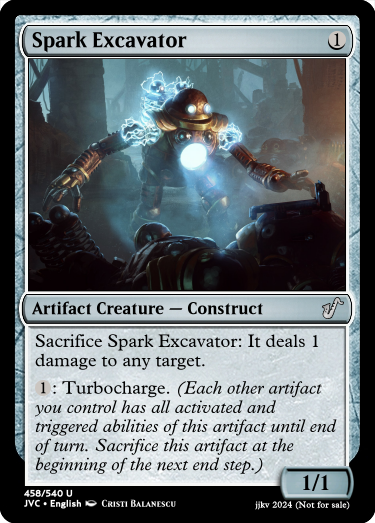 Spark Excavator 1
Artifact Creature — Construct
Sacrifice Spark Excavator: It deals 1
damage to any target.
1: Turbocharge. (Each other artifact
you control has all activated and
triggered abilities of this artifact until end
of turn. Sacrifice this artifact at the
beginning of the next end step.)
1/1
458/540 U
JVC • English Cristi Balanescu
jjkv 2024 (Not for sale)